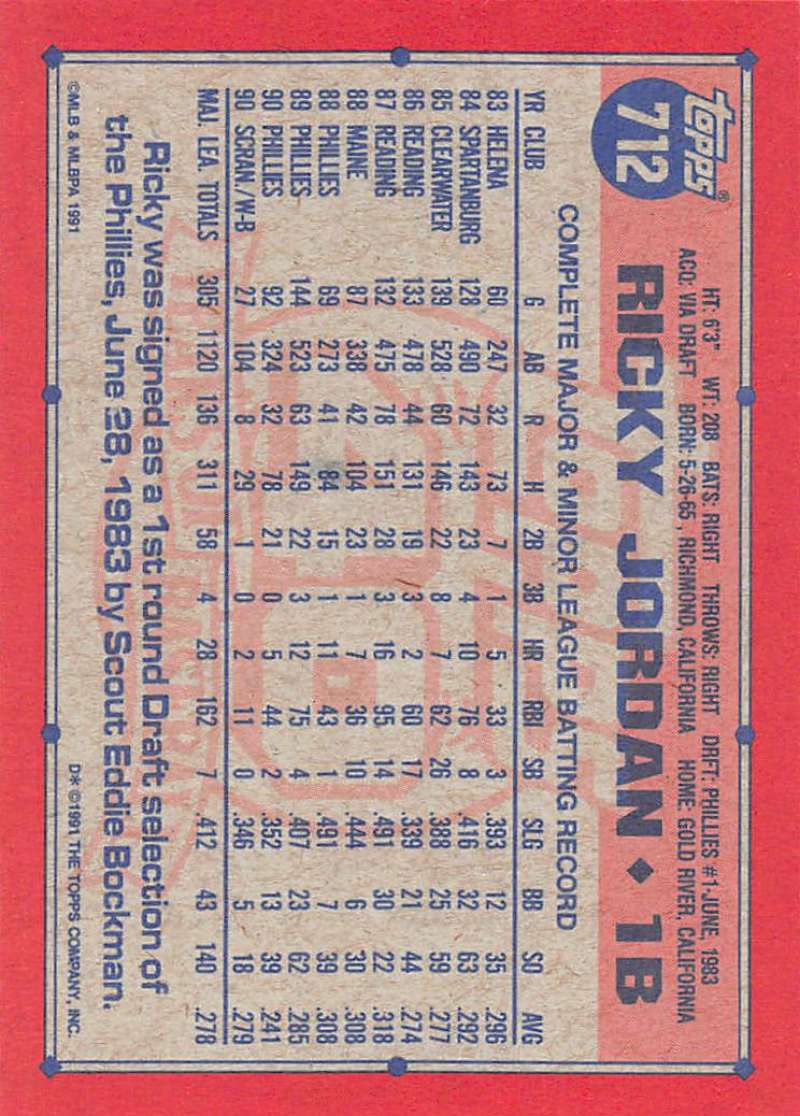 topps®
712
HT: 6'3" WT: 208 BATS: RIGHT THROWS: RIGHT DRFT: PHILLIES #1-JUNE, 1983
ACQ: VIA DRAFT BORN: 5-26-65, RICHMOND, CALIFORNIA HOME: GOLD RIVER, CALIFORNIA
RICKY JORDAN ♦ 1B
COMPLETE MAJOR & MINOR LEAGUE BATTING RECORD
YR CLUB G AB R H 2B 3B HR RBI SB SLG BB SO AVG
83 HELENA 60 247 32 73 7 1 5 33 3 .393 12 35 .296
84 SPARTANBURG 128 490 72 143 23 4 10 76 8 .416 32 63 .292
85 CLEARWATER 139 528 60 146 22 8 7 62 26 .388 25 59 .277
86 READING 133 478 44 131 19 3 2 60 17 .339 21 44 .274
87 READING 132 475 78 151 28 3 16 95 14 .491 30 22 .318
88 MAINE 87 338 42 104 23 1 7 36 10 .444 6 30 .308
88 PHILLIES 69 273 41 84 15 1 11 43 1 .491 7 39 .308
89 PHILLIES 144 523 63 149 22 3 12 75 4 .407 23 62 .285
90 PHILLIES 92 324 32 78 21 0 5 44 2 .352 13 39 .241
90 SCRAN./W-B 27 104 8 29 1 0 2 11 0 .346 5 18 .279
MAJ. LEA. TOTALS 305 1120 136 311 58 4 28 162 7 .412 43 140 .278
Ricky was signed as a 1st round Draft selection of
the Phillies, June 28, 1983 by Scout Eddie Bockman.
©MLB & MLBPA 1991
D* ©1991 THE TOPPS COMPANY, INC.